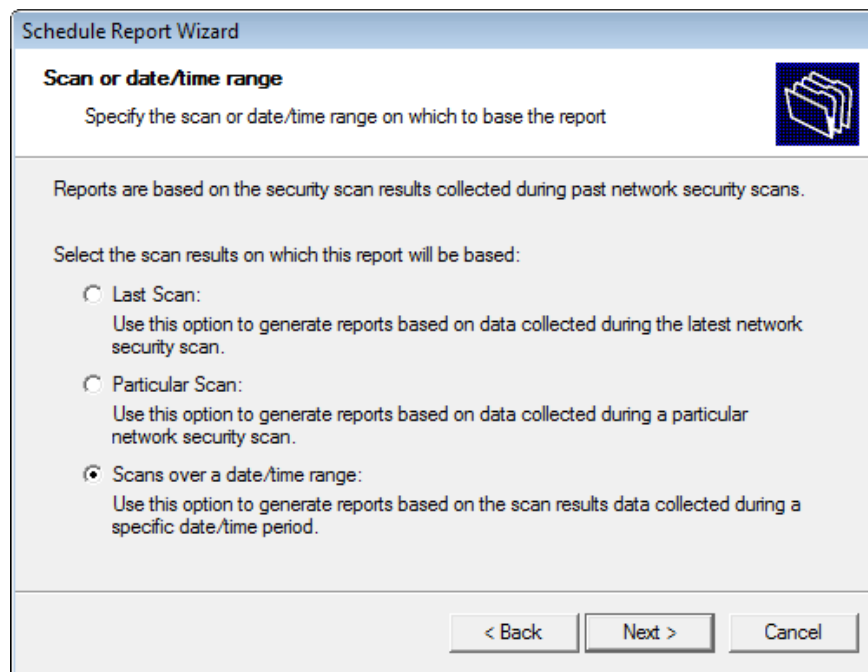 Schedule Report Wizard
Scan or date/time range
Specify the scan or date/time range on which to base the report
Reports are based on the security scan results collected during past network security scans.
Select the scan results on which this report will be based:
Last Scan:
Use this option to generate reports based on data collected during the latest network
security scan.
Particular Scan:
Use this option to generate reports based on data collected during a particular
network security scan.
Scans over a date/time range:
Use this option to generate reports based on the scan results data collected during a
specific date/time period.
< Back Next > Cancel